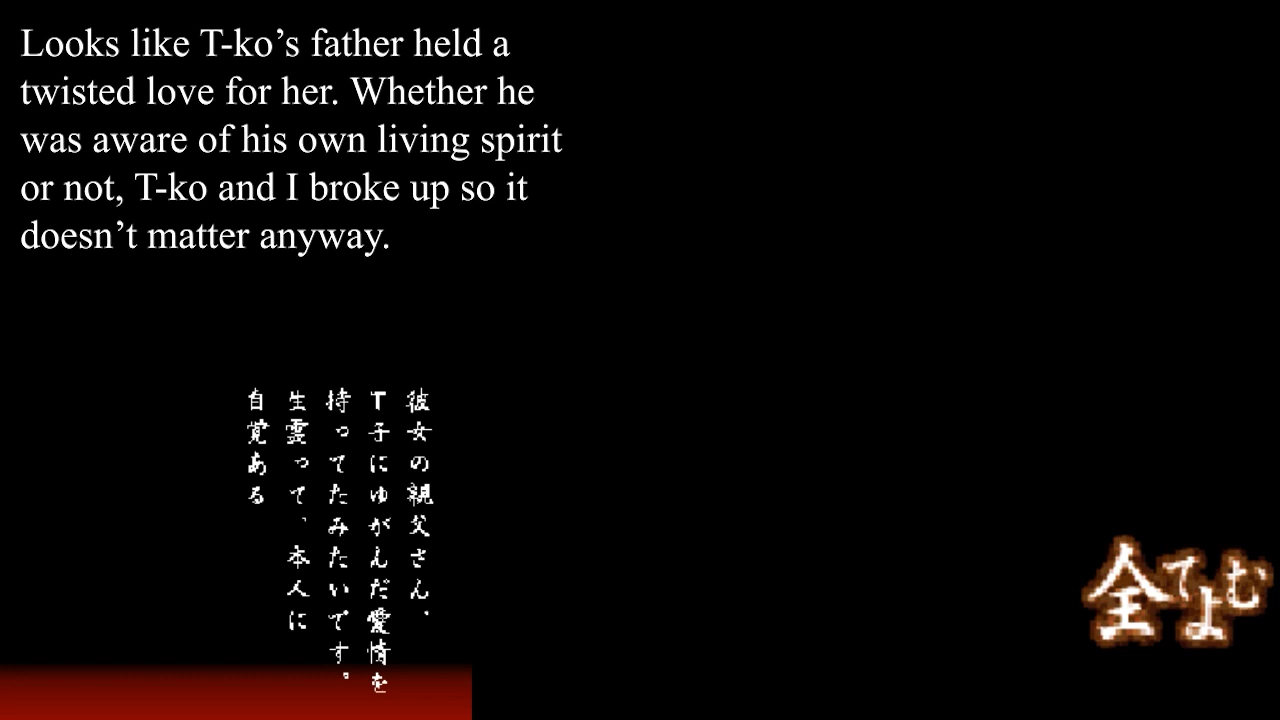 Looks like T-ko’s father held a
twisted love for her. Whether he
was aware of his own living spirit
or not, T-ko and I broke up so it
doesn’t matter anyway.
彼女の親父さん、
T子にゆがんだ愛情を
持ってたみたいです。
生霊って、本人に
自覚ある
全てよむ